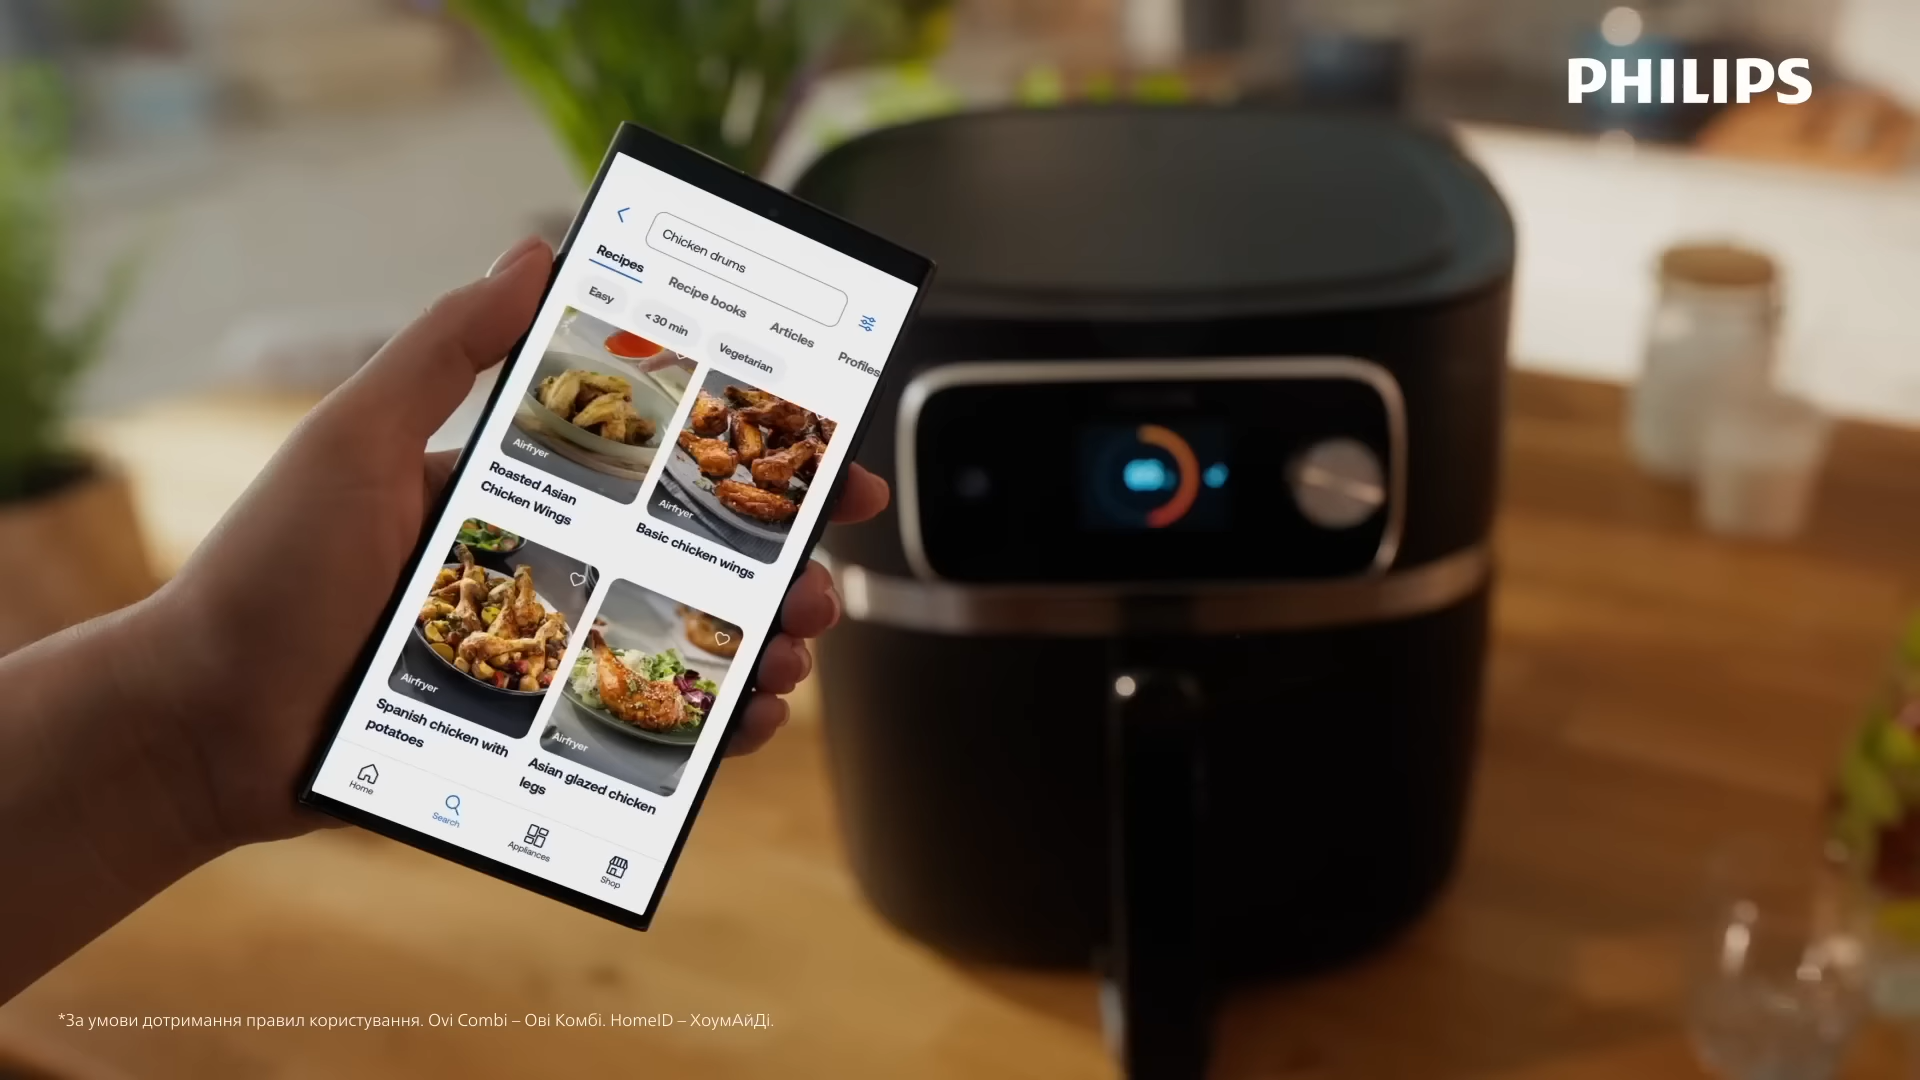 PHILIPS
Chicken drums
Recipes
Recipe books
Articles
Profiles
Easy
< 30 min
Vegetarian
Airfryer
Roasted Asian
Chicken Wings
Airfryer
Basic chicken wings
Airfryer
Spanish chicken with
potatoes
Airfryer
Asian glazed chicken
legs
Home
Search
Appliances
Shop
*За умови дотримання правил користування. Ovi Combi – Ові Комбі. HomeID – ХоумАйДі.